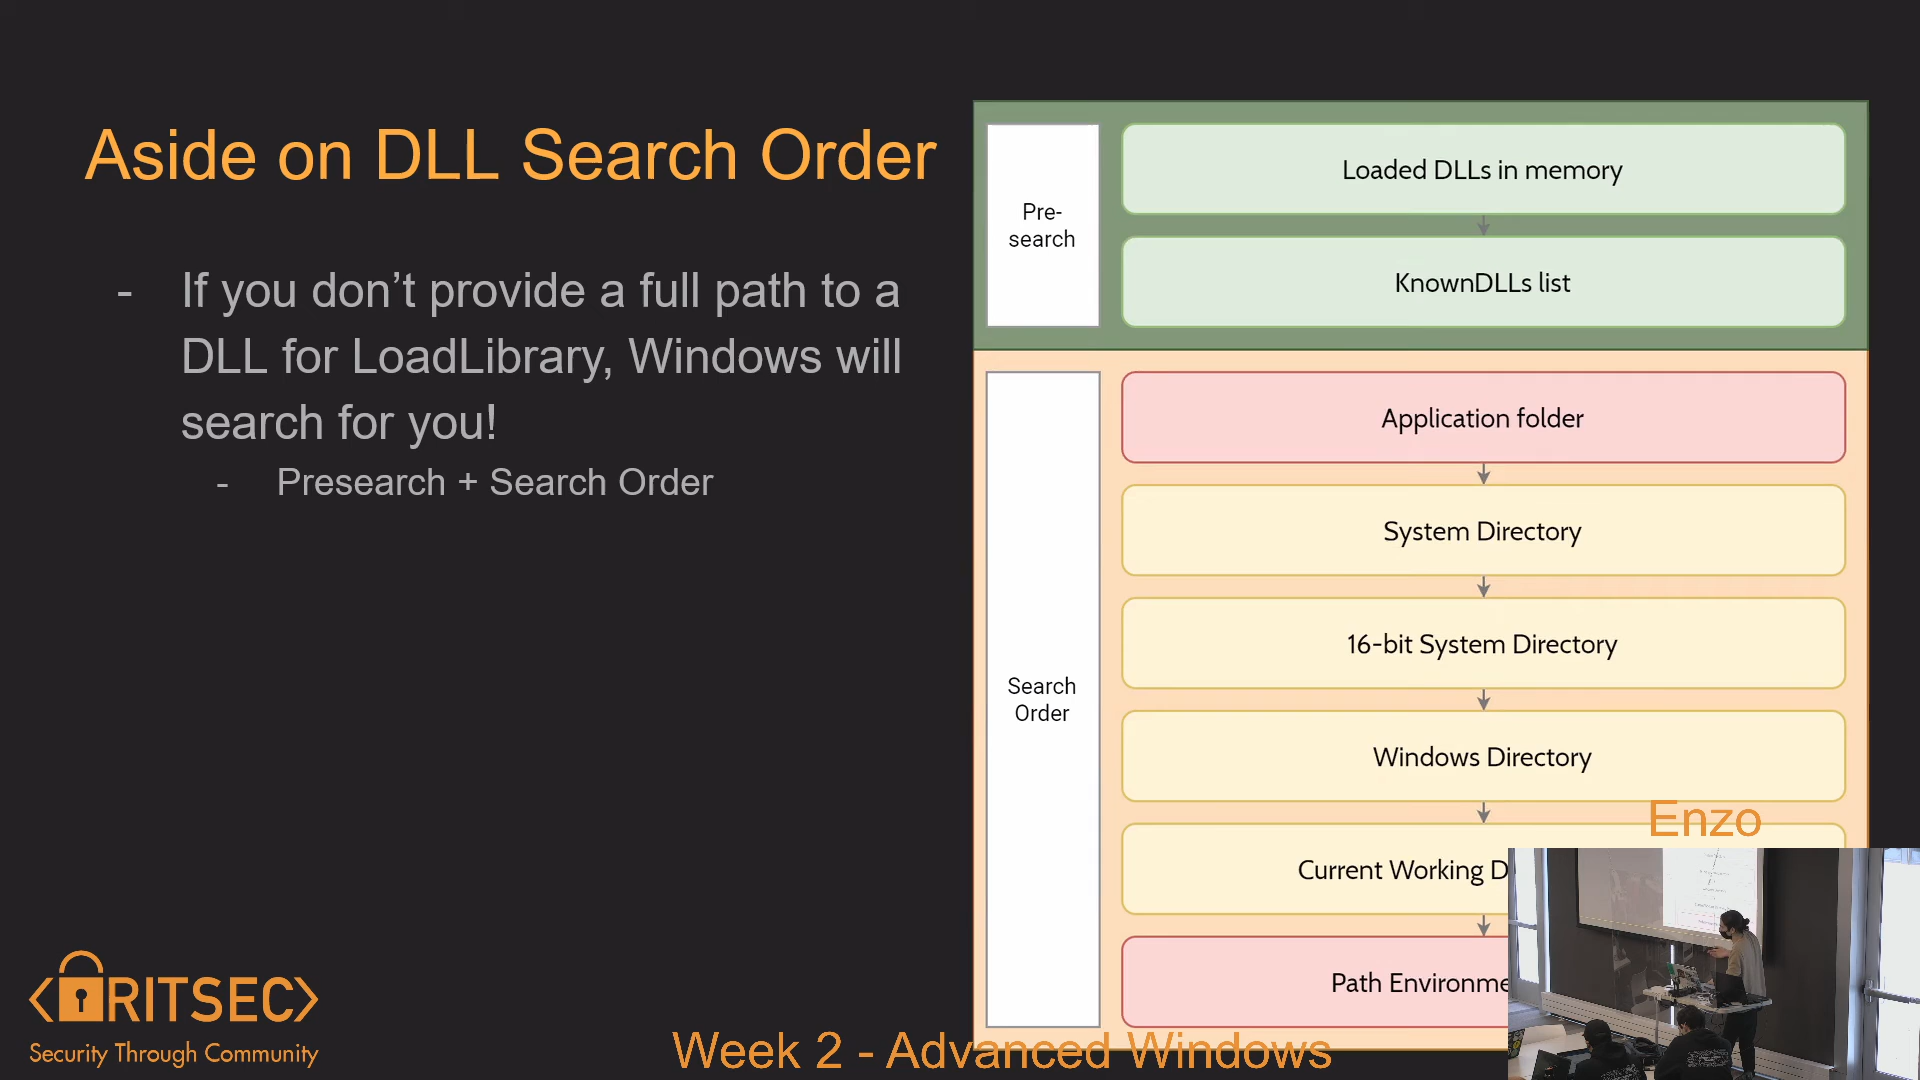 Aside on DLL Search Order
- If you don’t provide a full path to a
DLL for LoadLibrary, Windows will
search for you!
- Presearch + Search Order
Pre-
search
Loaded DLLs in memory
KnownDLLs list
Search
Order
Application folder
System Directory
16-bit System Directory
Windows Directory
Current Working D
Path Environme
Enzo
<RITSEC>
Security Through Community
Week 2 - Advanced Windows